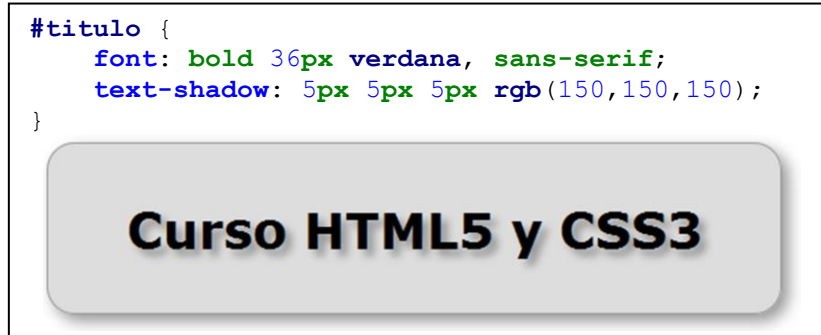 #titulo {
    font: bold 36px verdana, sans-serif;
    text-shadow: 5px 5px 5px rgb(150,150,150);
}
Curso HTML5 y CSS3